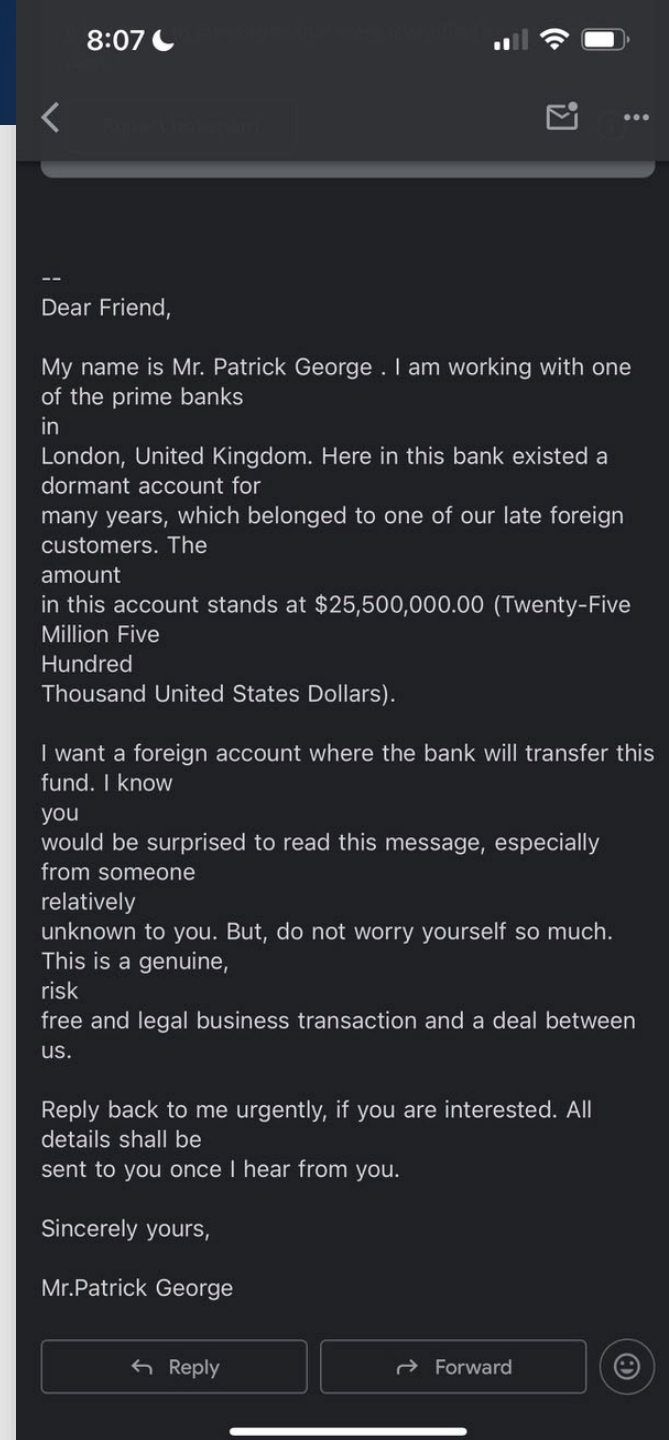 8:07
--
Dear Friend,
My name is Mr. Patrick George . I am working with one
of the prime banks
in
London, United Kingdom. Here in this bank existed a
dormant account for
many years, which belonged to one of our late foreign
customers. The
amount
in this account stands at $25,500,000.00 (Twenty-Five
Million Five
Hundred
Thousand United States Dollars).
I want a foreign account where the bank will transfer this
fund. I know
you
would be surprised to read this message, especially
from someone
relatively
unknown to you. But, do not worry yourself so much.
This is a genuine,
risk
free and legal business transaction and a deal between
us.
Reply back to me urgently, if you are interested. All
details shall be
sent to you once I hear from you.
Sincerely yours,
Mr.Patrick George
Reply
Forward